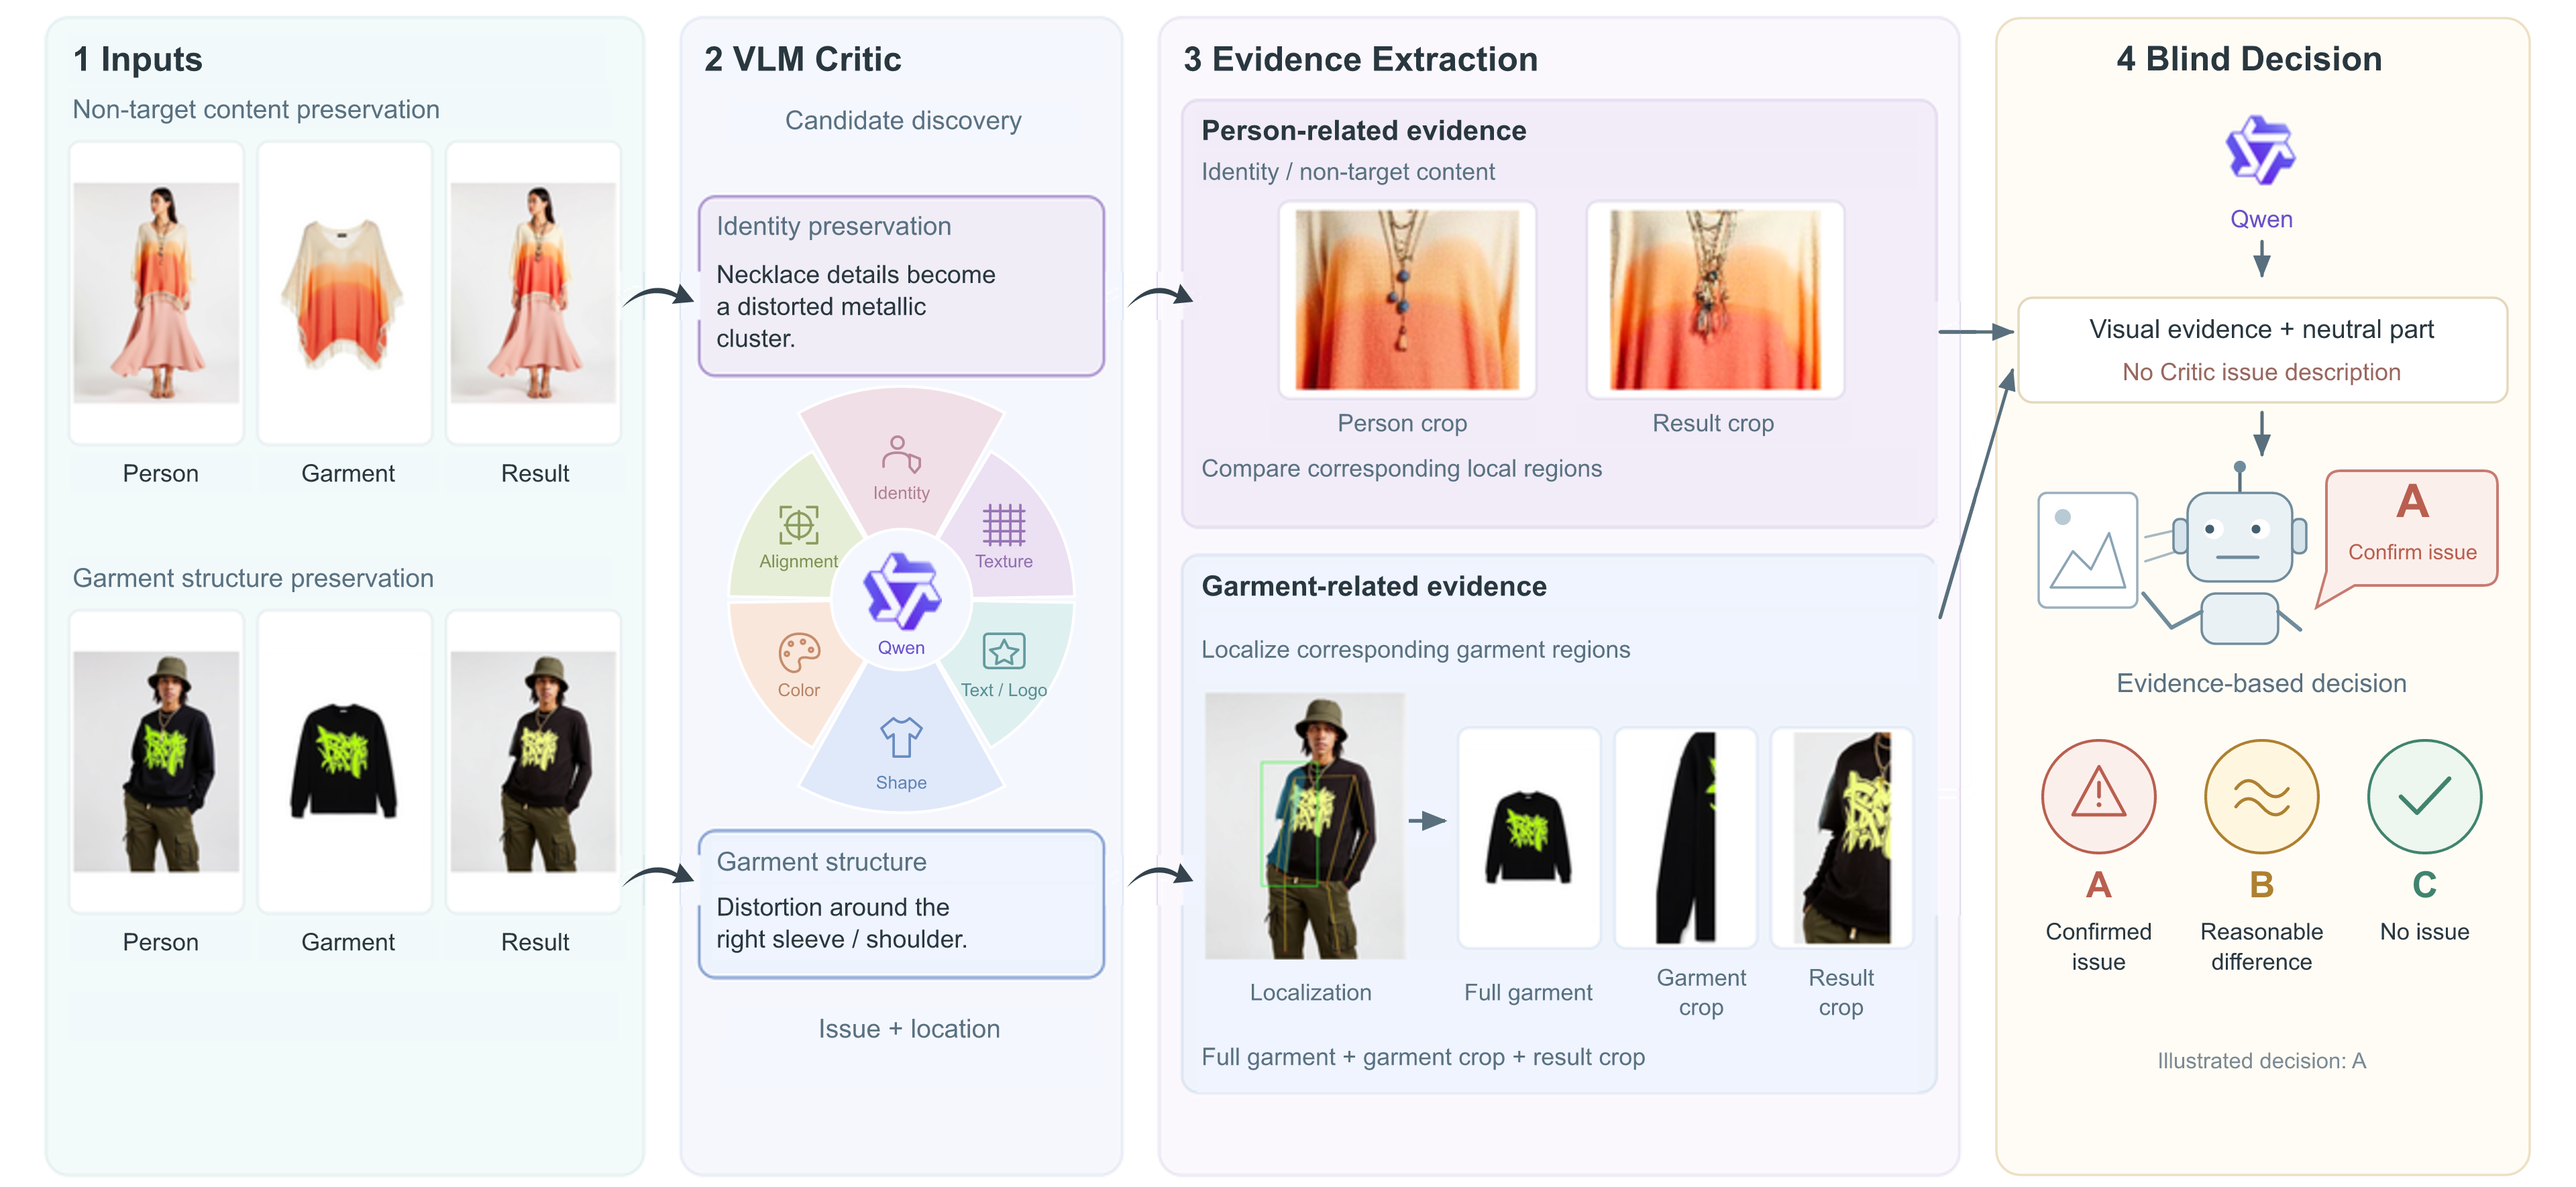 1 Inputs
Non-target content preservation
Person
Garment
Result
Garment structure preservation
Person
Garment
Result
2 VLM Critic
Candidate discovery
Identity preservation
Necklace details become
a distorted metallic
cluster.
Identity
Alignment
Texture
Qwen
Color
Text / Logo
Shape
Garment structure
Distortion around the
right sleeve / shoulder.
Issue + location
3 Evidence Extraction
Person-related evidence
Identity / non-target content
Person crop
Result crop
Compare corresponding local regions
Garment-related evidence
Localize corresponding garment regions
Localization
Full garment
Garment
crop
Result
crop
Full garment + garment crop + result crop
4 Blind Decision
Qwen
Visual evidence + neutral part
No Critic issue description
A
Confirm issue
Evidence-based decision
A
Confirmed
issue
B
Reasonable
difference
C
No issue
Illustrated decision: A